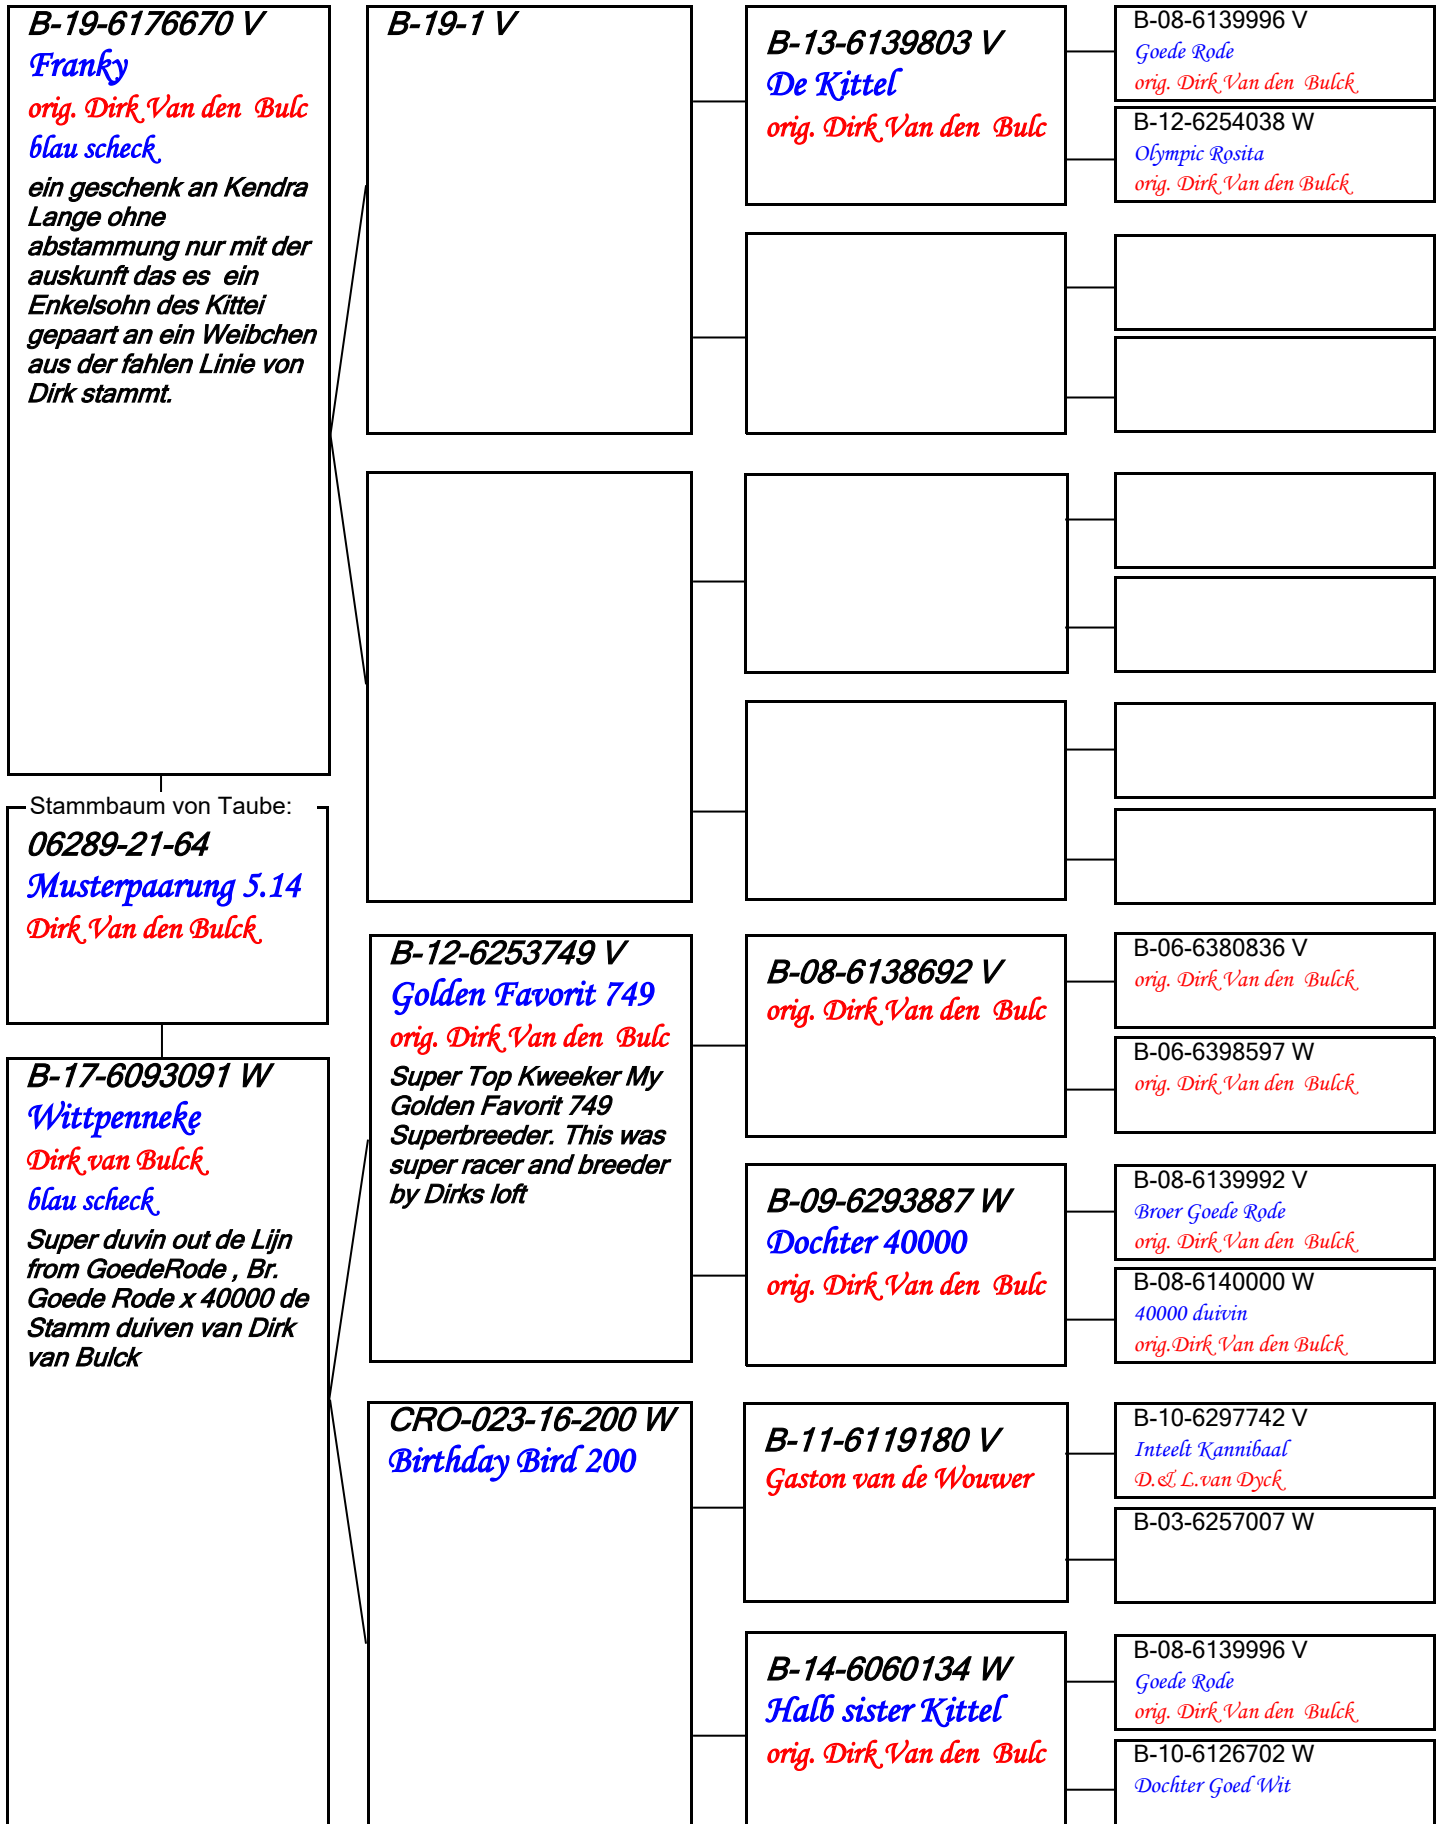 B-19-6176670 V
Franky
orig. Dirk Van den Bulc
blau scheck
ein geschenk an Kendra
Lange ohne
abstammung nur mit der
auskunft das es ein
Enkelsohn des Kittei
gepaart an ein Weibchen
aus der fahlen Linie von
Dirk stammt.
Stammbaum von Taube:
06289-21-64
Musterpaarung 5.14
Dirk Van den Bulck
B-17-6093091 W
Wittpenneke
Dirk van Bulck
blau scheck
Super duvin out de Lijn
from GoedeRode , Br.
Goede Rode x 40000 de
Stamm duiven van Dirk
van Bulck
B-19-1 V
B-12-6253749 V
Golden Favorit 749
orig. Dirk Van den Bulc
Super Top Kweeker My
Golden Favorit 749
Superbreeder. This was
super racer and breeder
by Dirks loft
CRO-023-16-200 W
Birthday Bird 200
B-13-6139803 V
De Kittel
orig. Dirk Van den Bulc
B-08-6138692 V
orig. Dirk Van den Bulc
B-09-6293887 W
Dochter 40000
orig. Dirk Van den Bulc
B-11-6119180 V
Gaston van de Wouwer
B-14-6060134 W
Halb sister Kittel
orig. Dirk Van den Bulc
B-08-6139996 V
Goede Rode
orig. Dirk Van den Bulck
B-12-6254038 W
Olympic Rosita
orig. Dirk Van den Bulck
B-06-6380836 V
orig. Dirk Van den Bulck
B-06-6398597 W
orig. Dirk Van den Bulck
B-08-6139992 V
Broer Goede Rode
orig. Dirk Van den Bulck
B-08-6140000 W
40000 duivin
orig.Dirk Van den Bulck
B-10-6297742 V
Inteelt Kannibaal
D.& L.van Dyck
B-03-6257007 W
B-08-6139996 V
Goede Rode
orig. Dirk Van den Bulck
B-10-6126702 W
Dochter Goed Wit